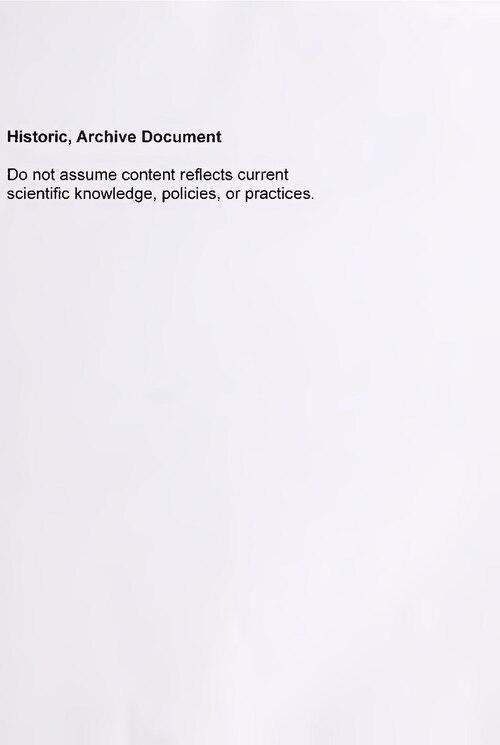 Historic, Archive Document
Do not assume content reflects current
scientific knowledge, policies, or practices.